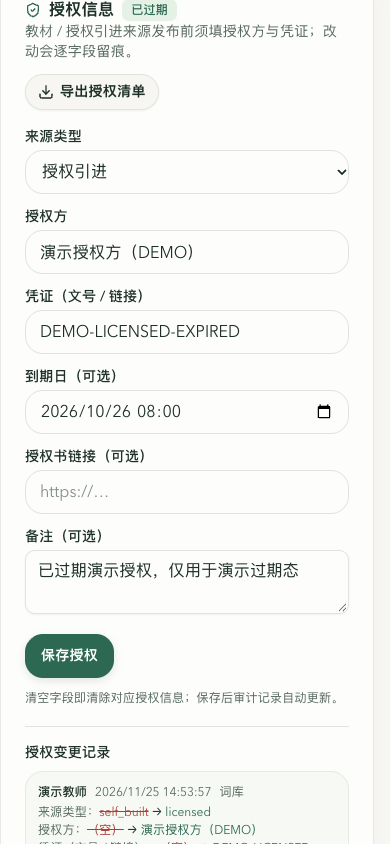 授权信息 已过期
教材 / 授权引进来源发布前须填授权方与凭证；改
动会逐字段留痕。
导出授权清单
来源类型
授权引进
授权方
演示授权方（DEMO）
凭证（文号 / 链接）
DEMO-LICENSED-EXPIRED
到期日（可选）
2026/10/26 08:00
授权书链接（可选）
https://…
备注（可选）
已过期演示授权，仅用于演示过期态
保存授权
清空字段即清除对应授权信息；保存后审计记录自动更新。
授权变更记录
演示教师 2026/11/25 14:53:57 词库
来源类型：self_built → licensed
授权方：（空） → 演示授权方（DEMO）